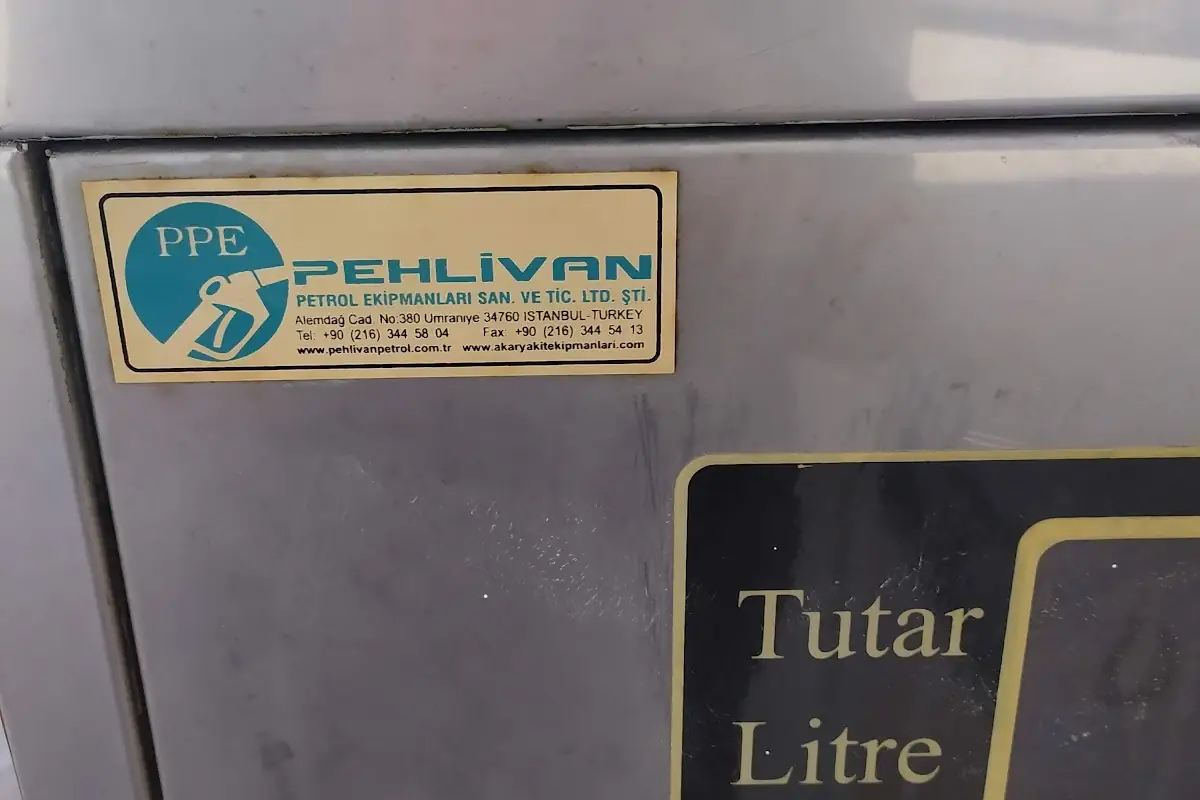 PPE
PEHLİVAN
PETROL EKİPMANLARI SAN. VE TİC. LTD. ŞTİ.
Alemdağ Cad. No:380 Umraniye 34760 ISTANBUL-TURKEY
Tel: +90 (216) 344 58 04 Fax: +90 (216) 344 54 13
www.pehlivanpetrol.com.tr www.akaryakitekipmanlari.com
Tutar
Litre